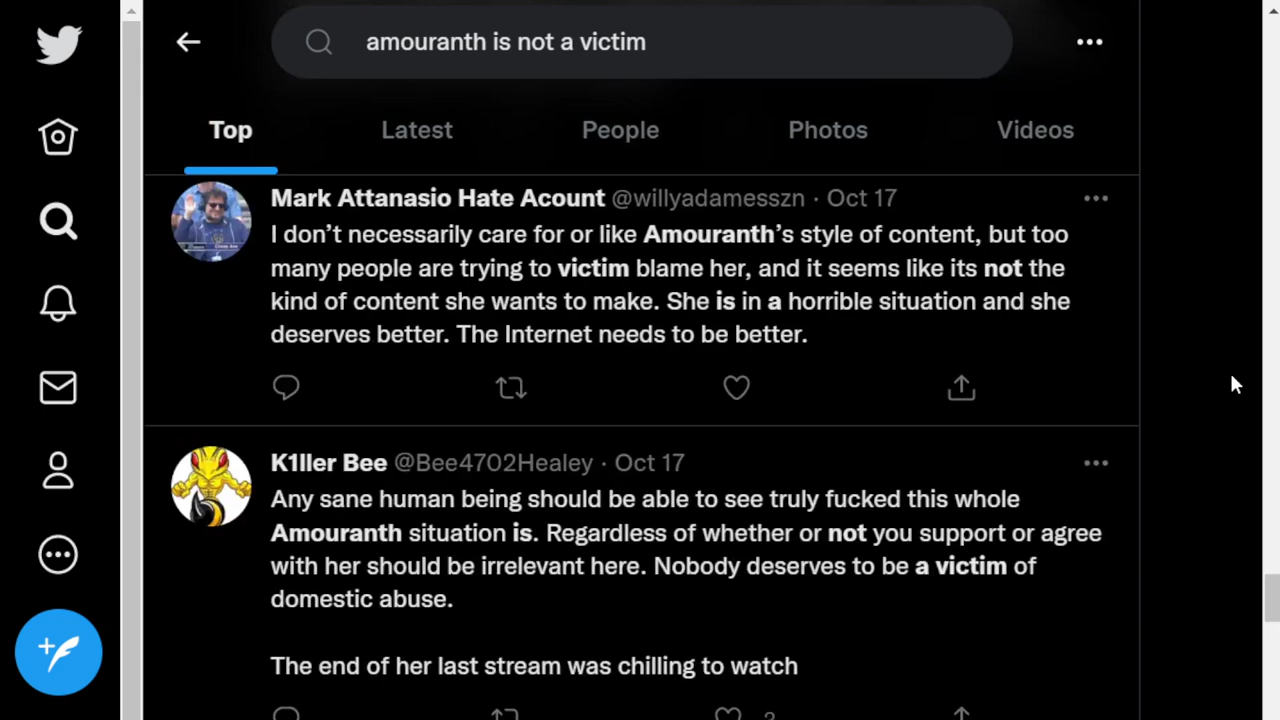 amouranth is not a victim
Top Latest People Photos Videos
Mark Attanasio Hate Acount @willyadamesszn · Oct 17
I don’t necessarily care for or like Amouranth’s style of content, but too
many people are trying to victim blame her, and it seems like its not the
kind of content she wants to make. She is in a horrible situation and she
deserves better. The Internet needs to be better.
K1ller Bee @Bee4702Healey · Oct 17
Any sane human being should be able to see truly fucked this whole
Amouranth situation is. Regardless of whether or not you support or agree
with her should be irrelevant here. Nobody deserves to be a victim of
domestic abuse.
The end of her last stream was chilling to watch